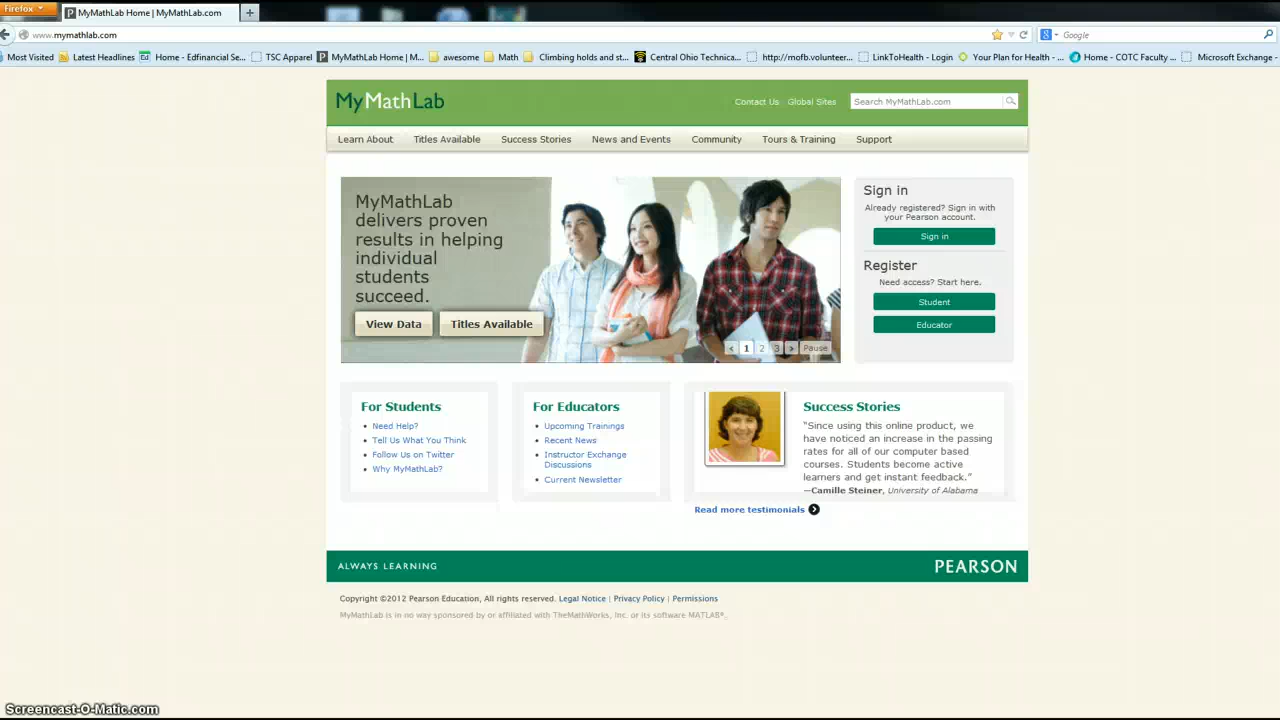 Firefox
MyMathLab Home | MyMathLab.com
www.mymathlab.com
Google
Most Visited
Latest Headlines
Home - Edfinancial Se...
TSC Apparel
MyMathLab Home | M...
awesome
Math
Climbing holds and st...
Central Ohio Technica...
http://mofb.volunteer...
LinkToHealth - Login
Your Plan for Health - ...
Home - COTC Faculty ...
Microsoft Exchange -
MyMathLab
Contact Us
Global Sites
Search MyMathLab.com
Learn About
Titles Available
Success Stories
News and Events
Community
Tours & Training
Support
MyMathLab
delivers proven
results in helping
individual
students
succeed.
View Data
Titles Available
< 1 2 3 > Pause
Sign in
Already registered? Sign in with
your Pearson account.
Sign in
Register
Need access? Start here.
Student
Educator
For Students
Need Help?
Tell Us What You Think
Follow Us on Twitter
Why MyMathLab?
For Educators
Upcoming Trainings
Recent News
Instructor Exchange
Discussions
Current Newsletter
Success Stories
“Since using this online product, we
have noticed an increase in the passing
rates for all of our computer based
courses. Students become active
learners and get instant feedback.”
—Camille Steiner, University of Alabama
Read more testimonials
ALWAYS LEARNING
PEARSON
Copyright ©2012 Pearson Education, All rights reserved. Legal Notice | Privacy Policy | Permissions
MyMathLab is in no way sponsored by or affiliated with TheMathWorks, Inc. or its software MATLAB®.
Screencast-O-Matic.com